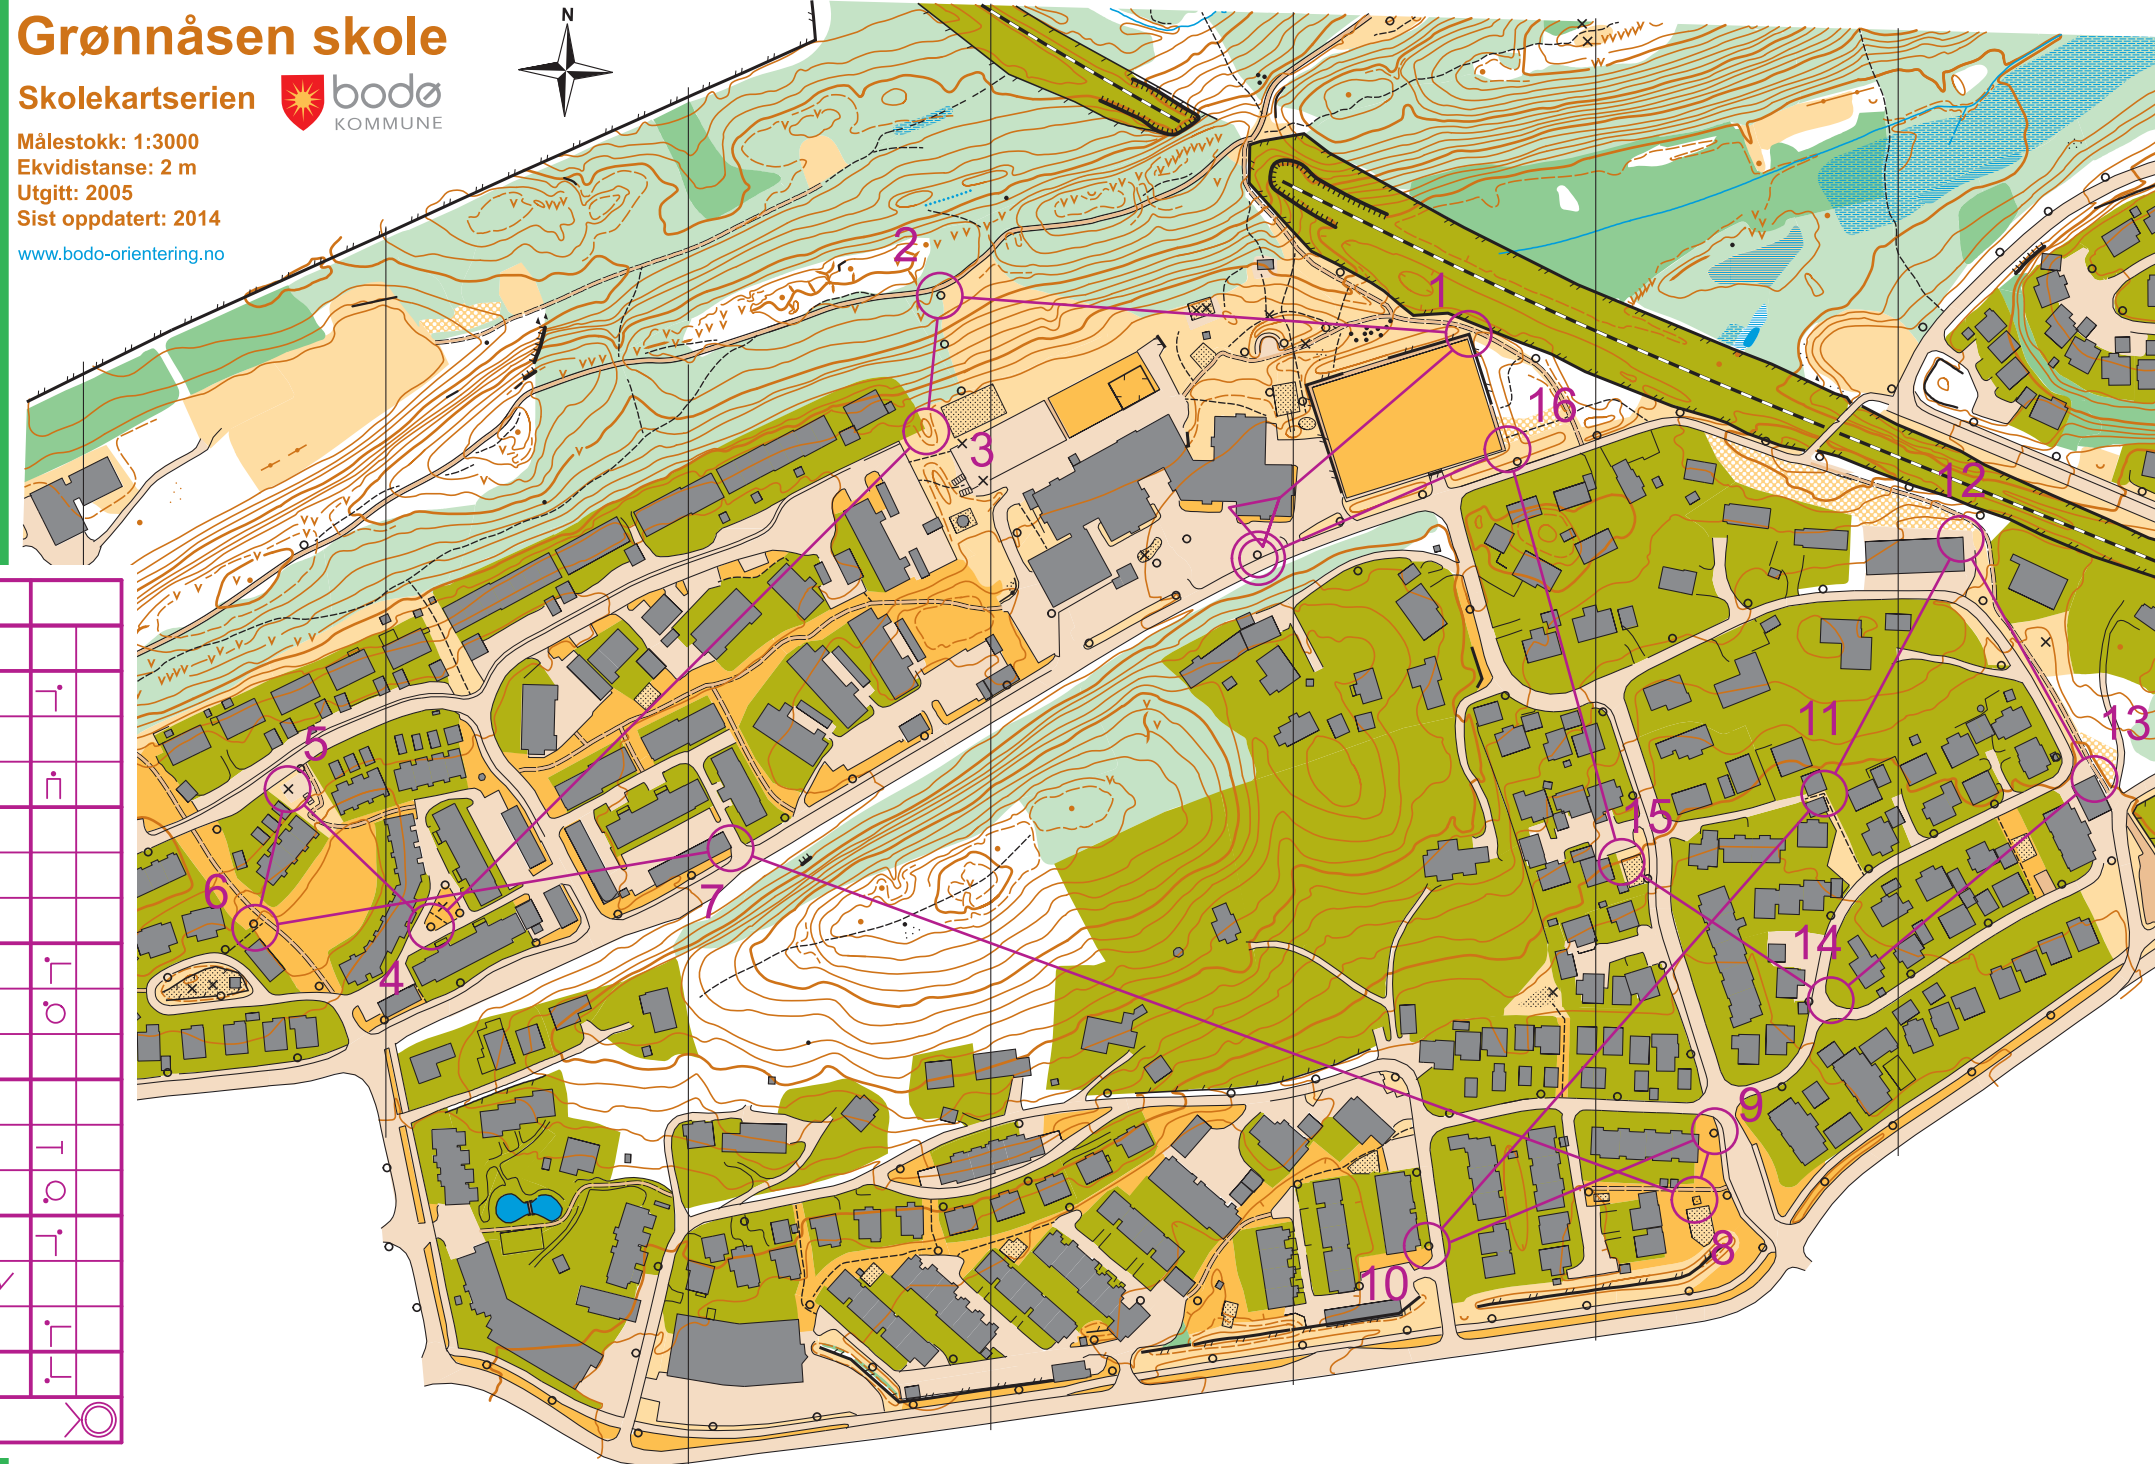 Grønnåsen skole
Skolekartserien
bodø
KOMMUNE
Målestokk: 1:3000
Ekvidistanse: 2 m
Utgitt: 2005
Sist oppdatert: 2014
www.bodo-orientering.no
N
1
2
3
4
5
6
7
8
9
10
11
12
13
14
15
16